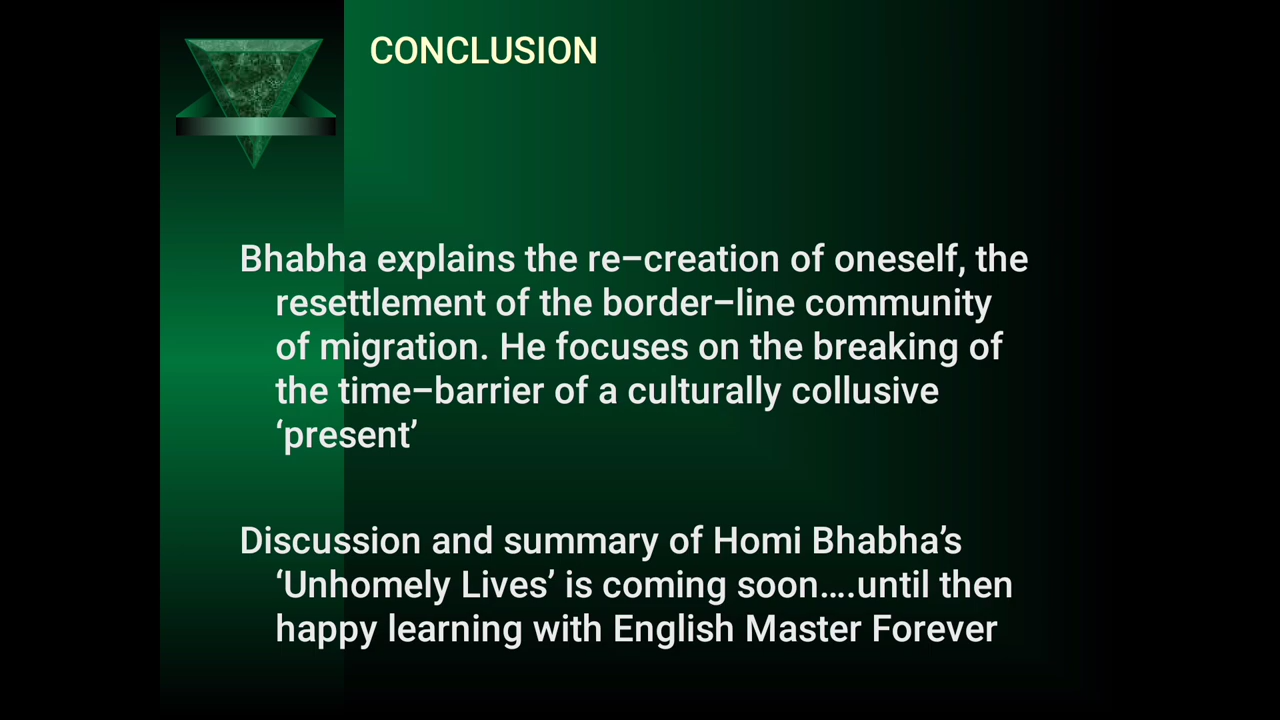 CONCLUSION
Bhabha explains the re–creation of oneself, the
resettlement of the border–line community
of migration. He focuses on the breaking of
the time–barrier of a culturally collusive
‘present’
Discussion and summary of Homi Bhabha’s
‘Unhomely Lives’ is coming soon….until then
happy learning with English Master Forever